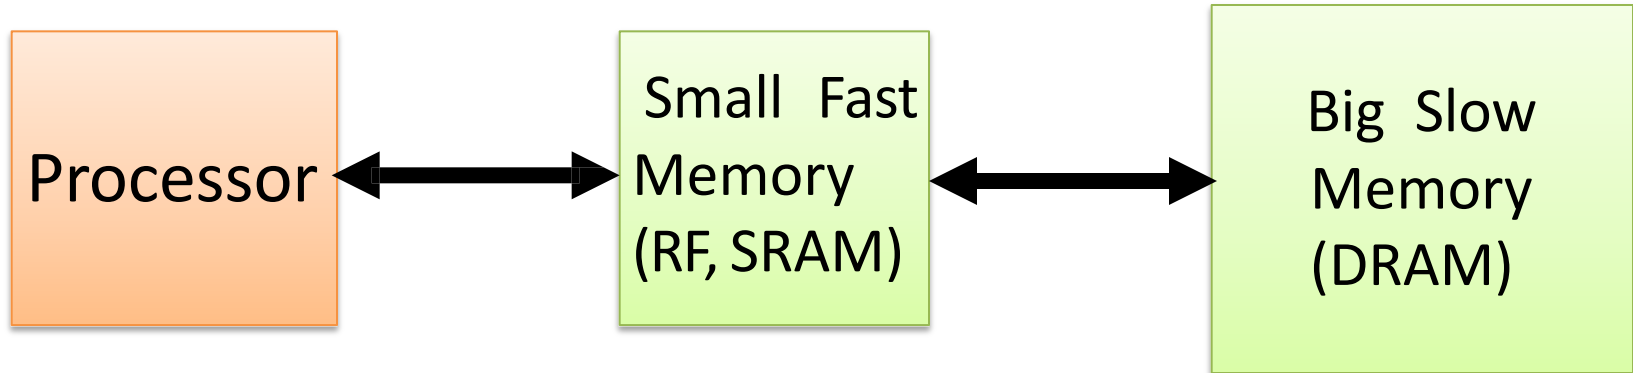 Processor
Small Fast
Memory
(RF, SRAM)
Big Slow
Memory
(DRAM)